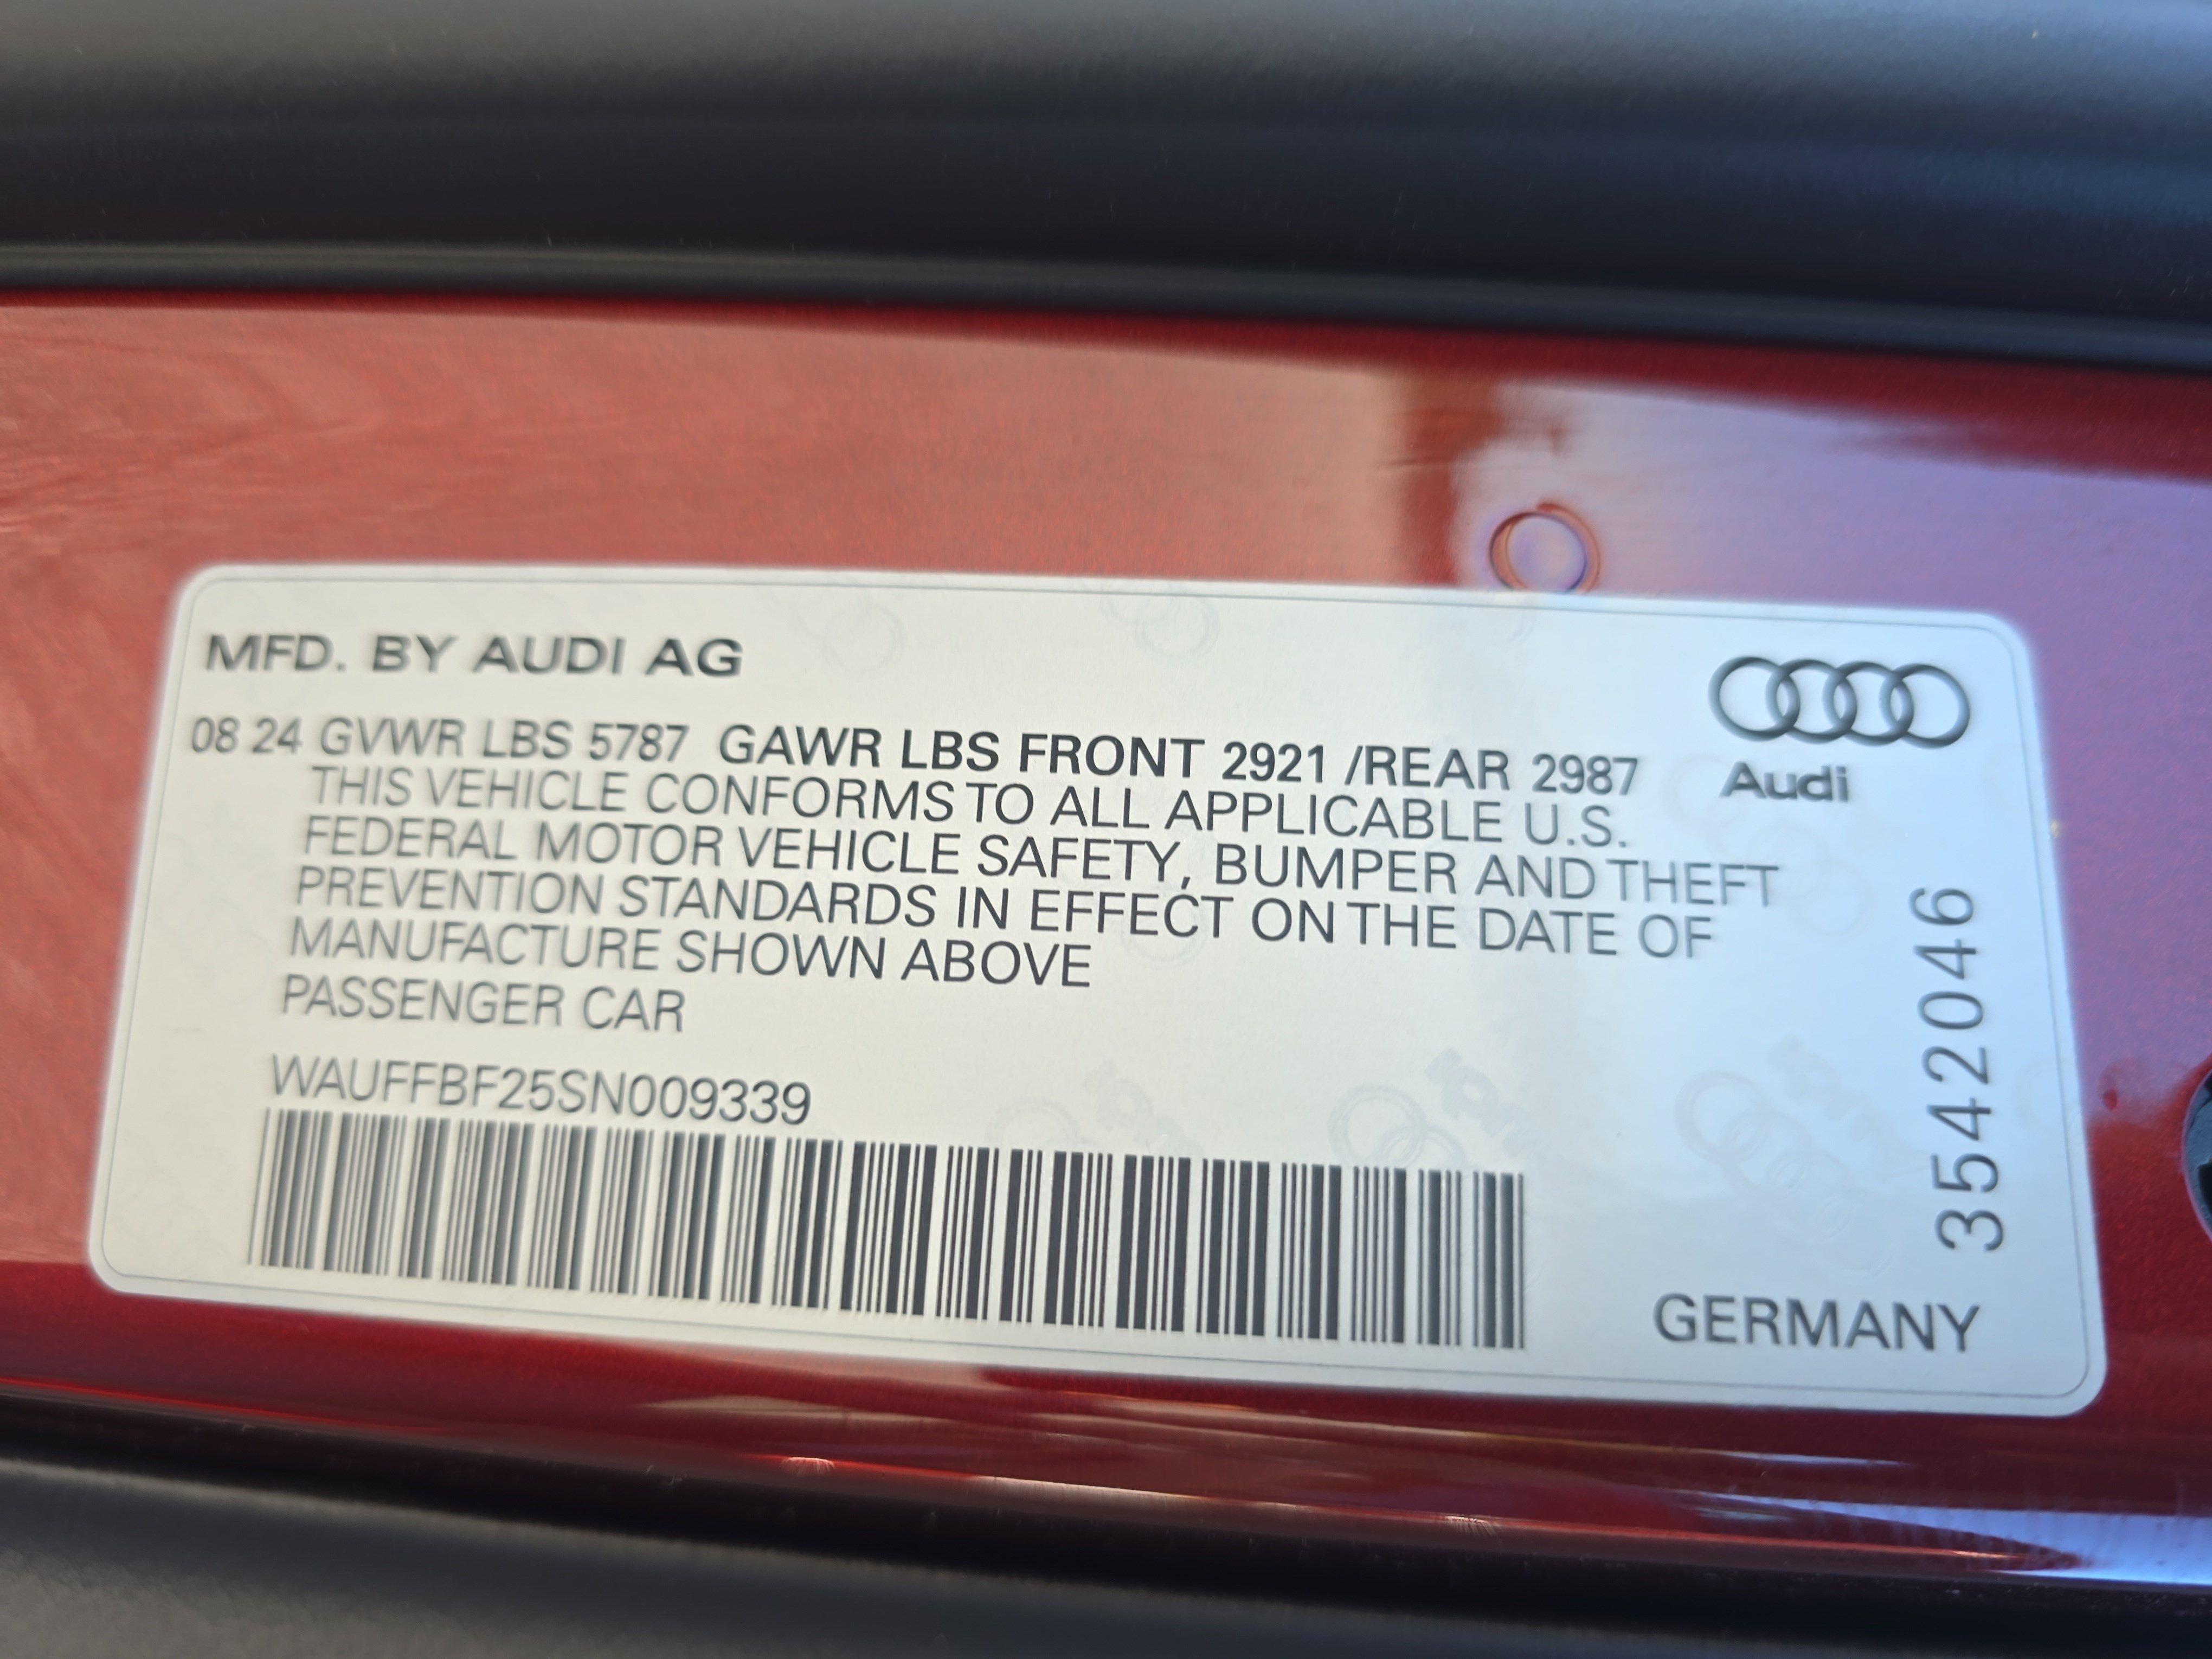 MFD. BY AUDI AG
08 24 GVWR LBS 5787 GAWR LBS FRONT 2921 /REAR 2987
THIS VEHICLE CONFORMS TO ALL APPLICABLE U.S.
FEDERAL MOTOR VEHICLE SAFETY, BUMPER AND THEFT
PREVENTION STANDARDS IN EFFECT ON THE DATE OF
MANUFACTURE SHOWN ABOVE
PASSENGER CAR
WAUFFBF25SN009339
Audi
3542046
GERMANY